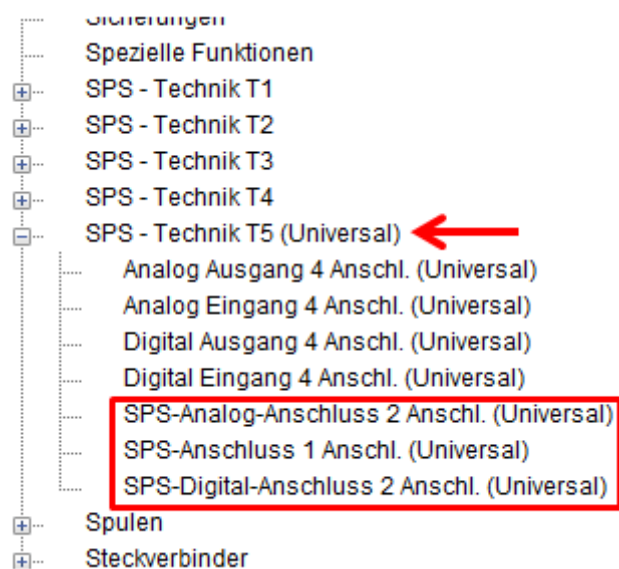 Sicherungen
Spezielle Funktionen
SPS - Technik T1
SPS - Technik T2
SPS - Technik T3
SPS - Technik T4
SPS - Technik T5 (Universal)
Analog Ausgang 4 Anschl. (Universal)
Analog Eingang 4 Anschl. (Universal)
Digital Ausgang 4 Anschl. (Universal)
Digital Eingang 4 Anschl. (Universal)
SPS-Analog-Anschluss 2 Anschl. (Universal)
SPS-Anschluss 1 Anschl. (Universal)
SPS-Digital-Anschluss 2 Anschl. (Universal)
Spulen
Steckverbinder